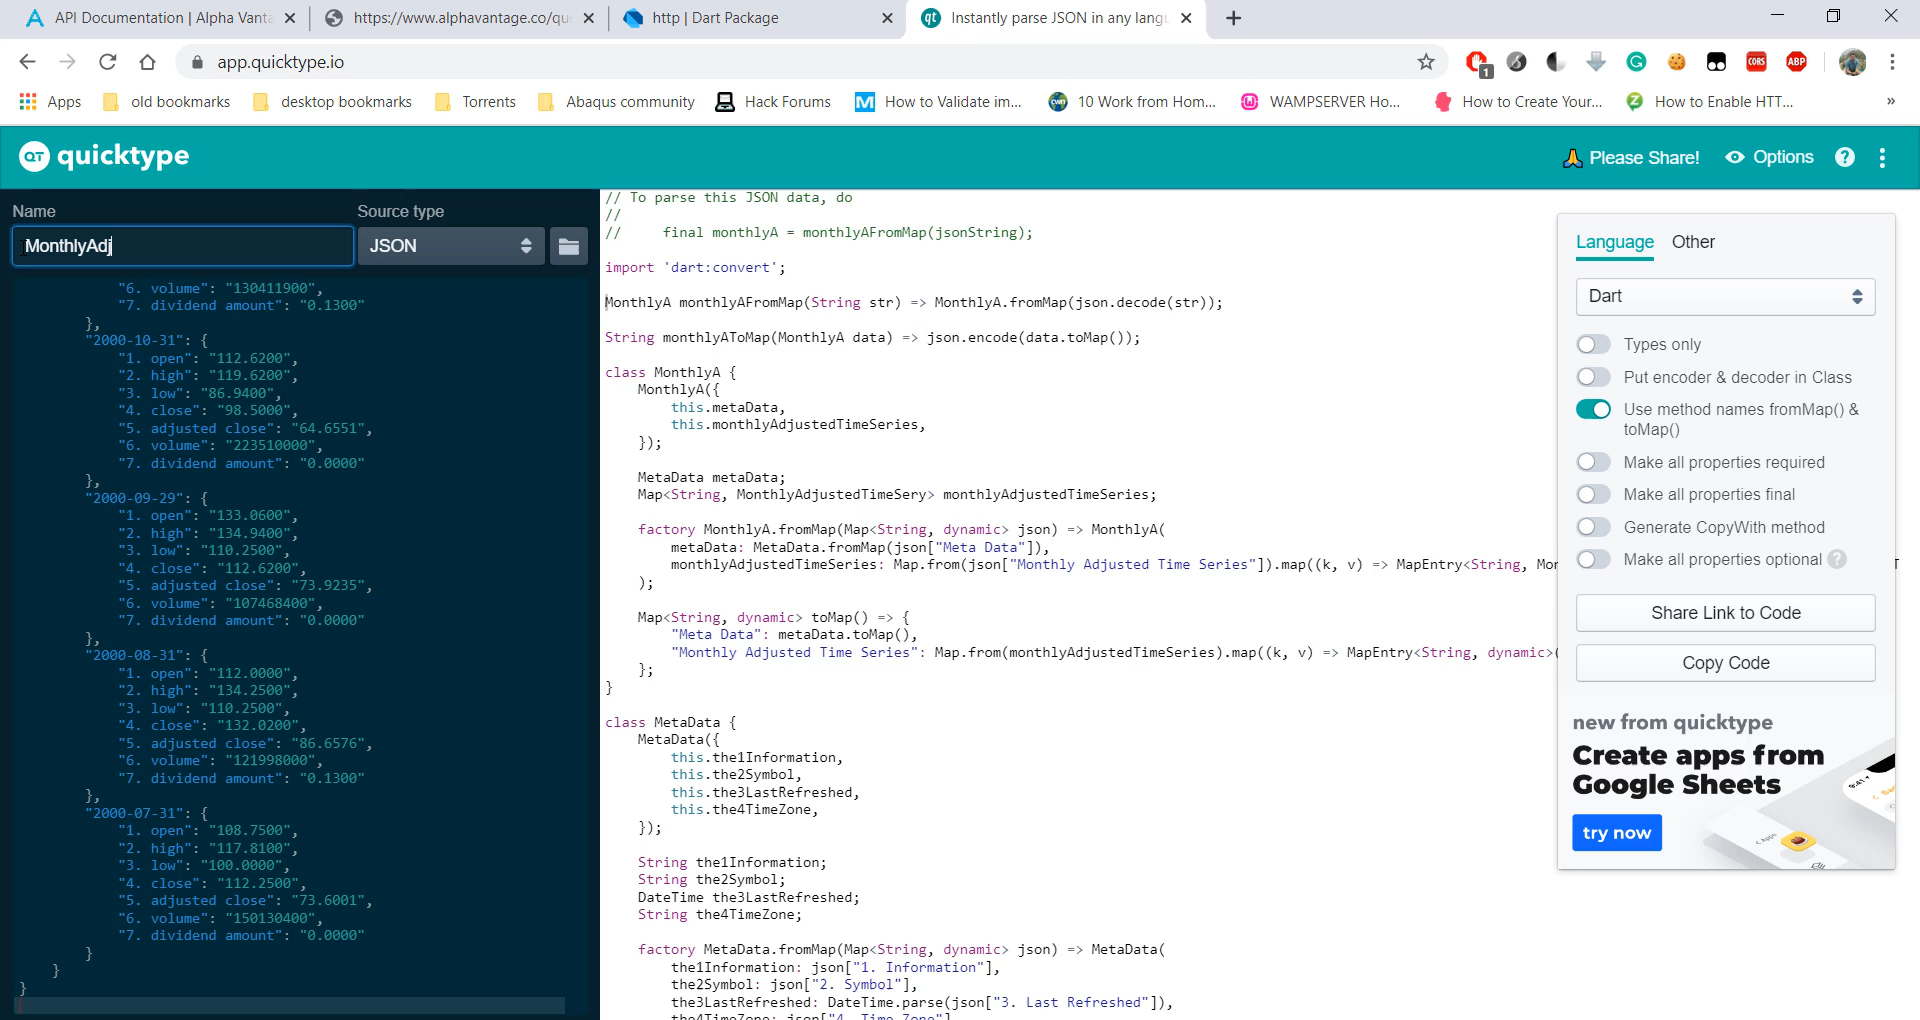 API Documentation | Alpha Vanta
https://www.alphavantage.co/qu
http | Dart Package
qt Instantly parse JSON in any langu
app.quicktype.io
1
CORS
ABP
Apps
old bookmarks
desktop bookmarks
Torrents
Abaqus community
Hack Forums
M How to Validate im...
cwn 10 Work from Hom...
WAMPSERVER Ho...
How to Create Your...
Z How to Enable HTT...
»
QT quicktype
Please Share!
Options
?
Name
Source type
MonthlyAdj
JSON
"6. volume": "130411900",
"7. dividend amount": "0.1300"
},
"2000-10-31": {
"1. open": "112.6200",
"2. high": "119.6200",
"3. low": "86.9400",
"4. close": "98.5000",
"5. adjusted close": "64.6551",
"6. volume": "223510000",
"7. dividend amount": "0.0000"
},
"2000-09-29": {
"1. open": "133.0600",
"2. high": "134.9400",
"3. low": "110.2500",
"4. close": "112.6200",
"5. adjusted close": "73.9235",
"6. volume": "107468400",
"7. dividend amount": "0.0000"
},
"2000-08-31": {
"1. open": "112.0000",
"2. high": "134.2500",
"3. low": "110.2500",
"4. close": "132.0200",
"5. adjusted close": "86.6576",
"6. volume": "121998000",
"7. dividend amount": "0.1300"
},
"2000-07-31": {
"1. open": "108.7500",
"2. high": "117.8100",
"3. low": "100.0000",
"4. close": "112.2500",
"5. adjusted close": "73.6001",
"6. volume": "150130400",
"7. dividend amount": "0.0000"
}
}
}
// To parse this JSON data, do
//
// final monthlyA = monthlyAFromMap(jsonString);
import 'dart:convert';
MonthlyA monthlyAFromMap(String str) => MonthlyA.fromMap(json.decode(str));
String monthlyAToMap(MonthlyA data) => json.encode(data.toMap());
class MonthlyA {
MonthlyA({
this.metaData,
this.monthlyAdjustedTimeSeries,
});
MetaData metaData;
Map<String, MonthlyAdjustedTimeSery> monthlyAdjustedTimeSeries;
factory MonthlyA.fromMap(Map<String, dynamic> json) => MonthlyA(
metaData: MetaData.fromMap(json["Meta Data"]),
monthlyAdjustedTimeSeries: Map.from(json["Monthly Adjusted Time Series"]).map((k, v) => MapEntry<String, Mor
);
Map<String, dynamic> toMap() => {
"Meta Data": metaData.toMap(),
"Monthly Adjusted Time Series": Map.from(monthlyAdjustedTimeSeries).map((k, v) => MapEntry<String, dynamic>(
};
}
class MetaData {
MetaData({
this.the1Information,
this.the2Symbol,
this.the3LastRefreshed,
this.the4TimeZone,
});
String the1Information;
String the2Symbol;
DateTime the3LastRefreshed;
String the4TimeZone;
factory MetaData.fromMap(Map<String, dynamic> json) => MetaData(
the1Information: json["1. Information"],
the2Symbol: json["2. Symbol"],
the3LastRefreshed: DateTime.parse(json["3. Last Refreshed"]),
the4TimeZone: json["4. Time Zone"]
Language
Other
Dart
Types only
Put encoder & decoder in Class
Use method names fromMap() &
toMap()
Make all properties required
Make all properties final
Generate CopyWith method
Make all properties optional ?
Share Link to Code
Copy Code
new from quicktype
Create apps from
Google Sheets
try now
9:41
< Apps